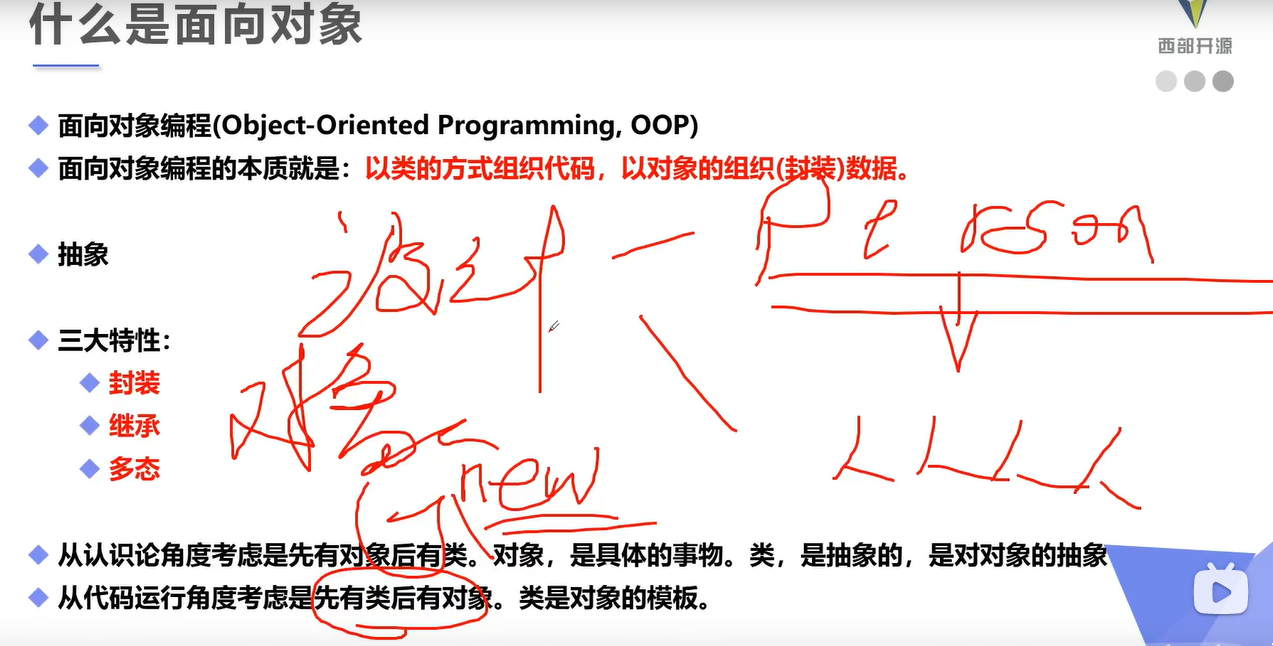 什么是面向对象
西部开源
面向对象编程(Object-Oriented Programming, OOP)
面向对象编程的本质就是：以类的方式组织代码，以对象的组织(封装)数据。
Person
抽象
三大特性：
封装
继承
多态
对象
new
人 人 人 人
从认识论角度考虑是先有对象后有类。对象，是具体的事物。类，是抽象的，是对对象的抽象
从代码运行角度考虑是先有类后有对象。类是对象的模板。